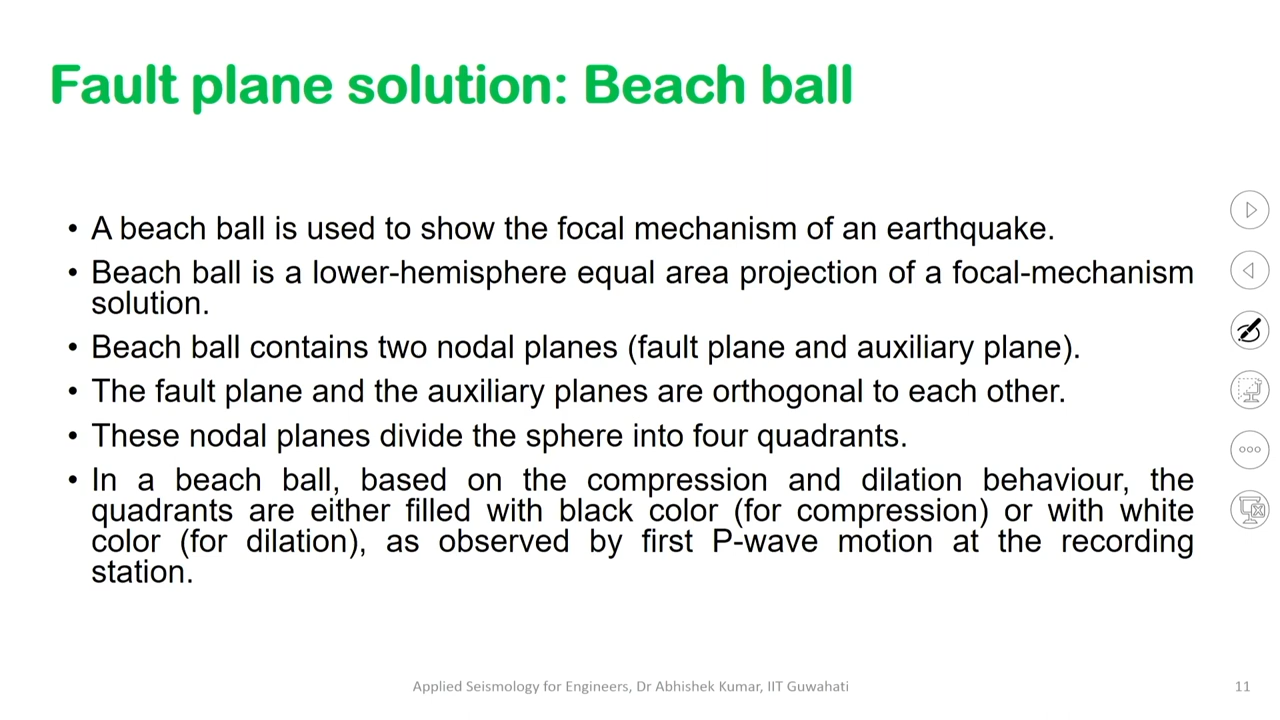 Fault plane solution: Beach ball
• A beach ball is used to show the focal mechanism of an earthquake.
• Beach ball is a lower-hemisphere equal area projection of a focal-mechanism
solution.
• Beach ball contains two nodal planes (fault plane and auxiliary plane).
• The fault plane and the auxiliary planes are orthogonal to each other.
• These nodal planes divide the sphere into four quadrants.
• In a beach ball, based on the compression and dilation behaviour, the
quadrants are either filled with black color (for compression) or with white
color (for dilation), as observed by first P-wave motion at the recording
station.
Applied Seismology for Engineers, Dr Abhishek Kumar, IIT Guwahati
11